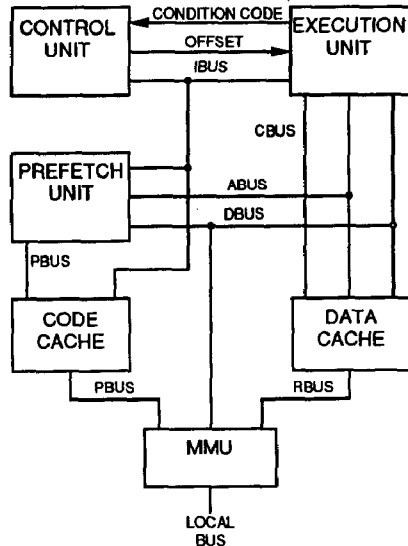 CONTROL
UNIT
CONDITION CODE
OFFSET
IBUS
EXECUTION
UNIT
CBUS
PREFETCH
UNIT
ABUS
DBUS
PBUS
CODE
CACHE
DATA
CACHE
PBUS
RBUS
MMU
LOCAL
BUS